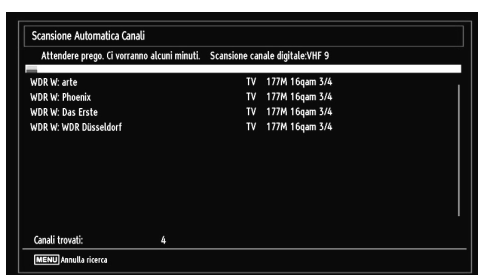 Scansione Automatica Canali
Attendere prego. Ci vorranno alcuni minuti. Scansione canale digitale:VHF 9
WDR W: arte TV 177M 16qam 3/4
WDR W: Phoenix TV 177M 16qam 3/4
WDR W: Das Erste TV 177M 16qam 3/4
WDR W: WDR Düsseldorf TV 177M 16qam 3/4
Canali trovati: 4
MENU Annulla ricerca